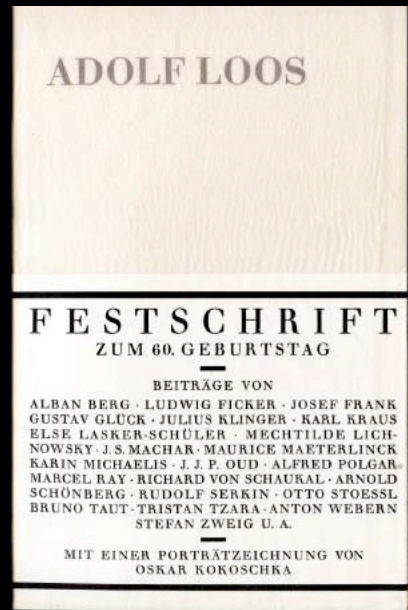 ADOLF LOOS
FESTSCHRIFT
ZUM 60. GEBURTSTAG
BEITRÄGE VON
ALBAN BERG · LUDWIG FICKER · JOSEF FRANK
GUSTAV GLÜCK · JULIUS KLINGER · KARL KRAUS
ELSE LASKER-SCHÜLER · MECHTILDE LICH-
NOWSKY · J. S. MACHAR · MAURICE MAETERLINCK
KARIN MICHAELIS · J. J. P. OUD · ALFRED POLGAR
MARCEL RAY · RICHARD VON SCHAUKAL · ARNOLD
SCHÖNBERG · RUDOLF SERKIN · OTTO STOESSL
BRUNO TAUT · TRISTAN TZARA · ANTON WEBERN
STEFAN ZWEIG U. A.
MIT EINER PORTRÄTZEICHNUNG VON
OSKAR KOKOSCHKA